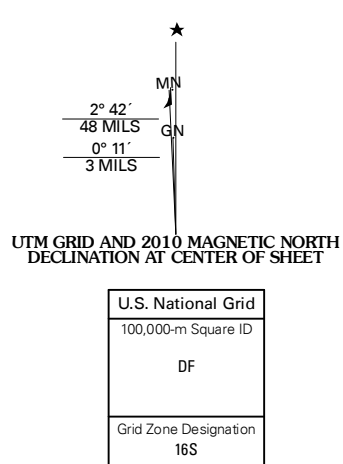 MN
2° 42´
48 MILS
GN
0° 11´
3 MILS
UTM GRID AND 2010 MAGNETIC NORTH
DECLINATION AT CENTER OF SHEET
U.S. National Grid
100,000-m Square ID
DF
Grid Zone Designation
16S